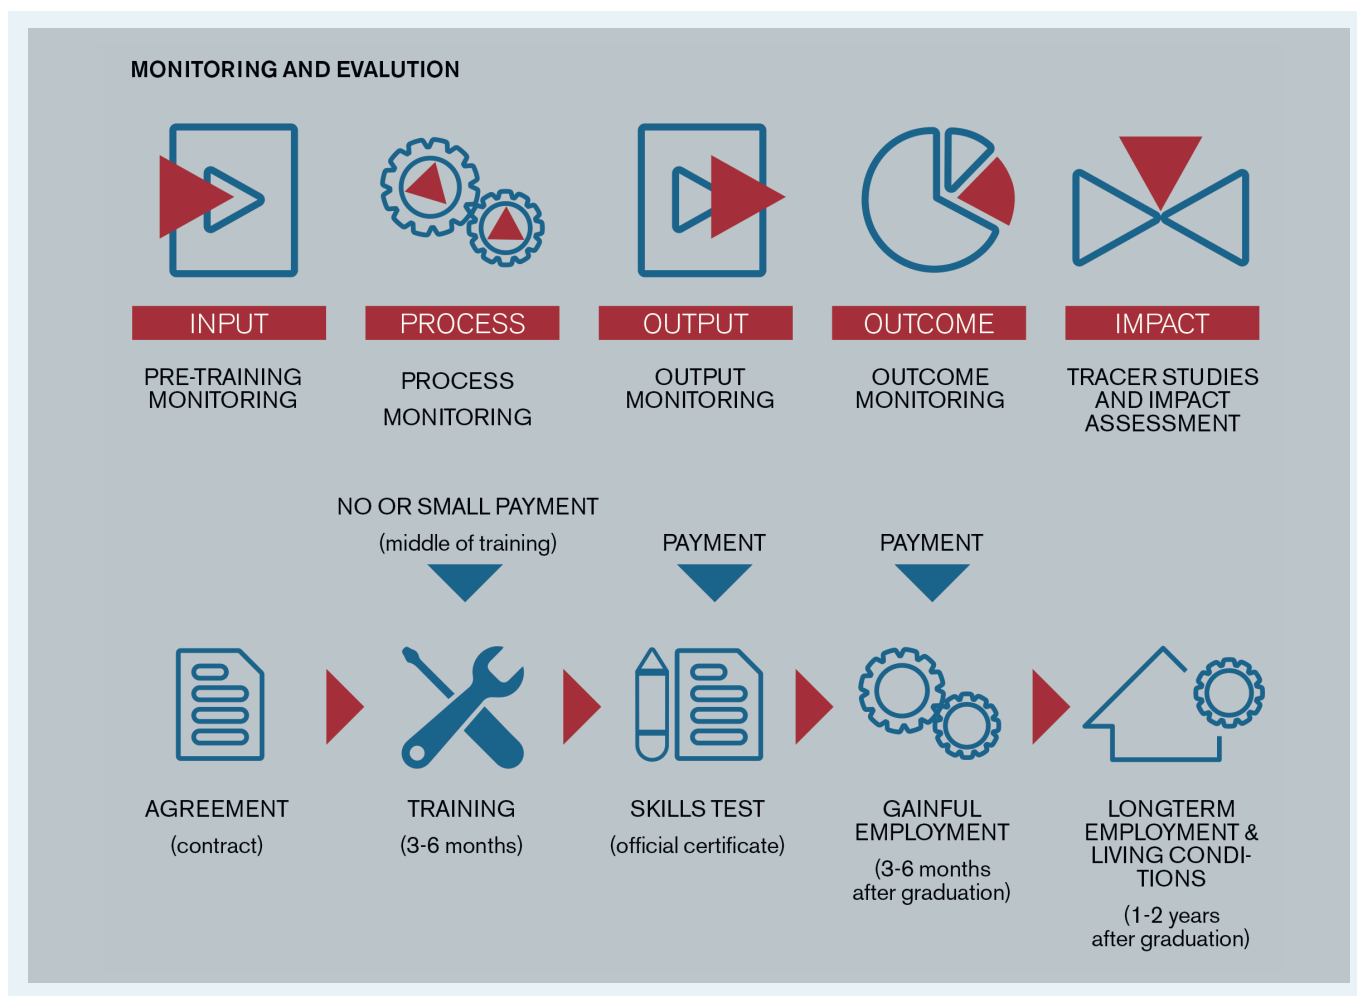 MONITORING AND EVALUTION
INPUT
PROCESS
OUTPUT
OUTCOME
IMPACT
PRE-TRAINING
MONITORING
PROCESS
MONITORING
OUTPUT
MONITORING
OUTCOME
MONITORING
TRACER STUDIES
AND IMPACT
ASSESSMENT
NO OR SMALL PAYMENT
(middle of training)
PAYMENT
PAYMENT
AGREEMENT
(contract)
TRAINING
(3-6 months)
SKILLS TEST
(official certificate)
GAINFUL
EMPLOYMENT
(3-6 months
after graduation)
LONGTERM
EMPLOYMENT &
LIVING CONDI-
TIONS
(1-2 years
after graduation)